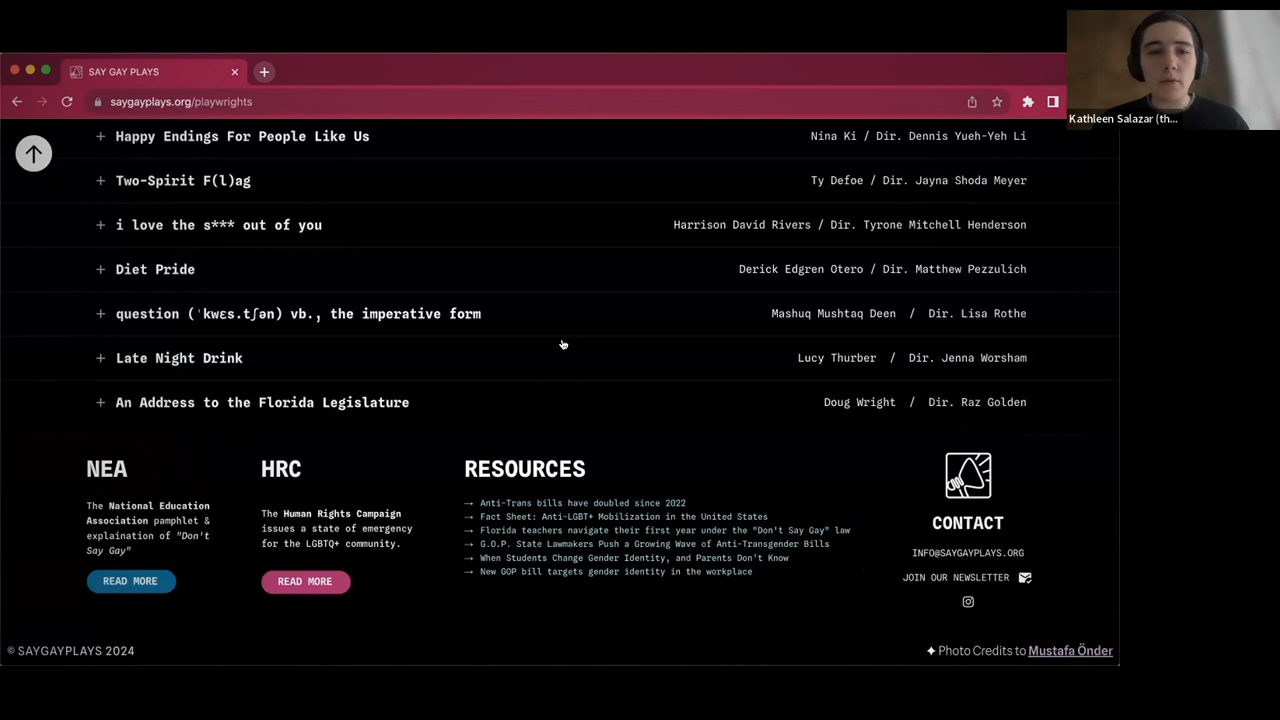 SAY GAY PLAYS
saygayplays.org/playwrights
Kathleen Salazar (th...
+ Happy Endings For People Like Us Nina Ki / Dir. Dennis Yueh-Yeh Li
+ Two-Spirit F(l)ag Ty Defoe / Dir. Jayna Shoda Meyer
+ i love the s*** out of you Harrison David Rivers / Dir. Tyrone Mitchell Henderson
+ Diet Pride Derick Edgren Otero / Dir. Matthew Pezzulich
+ question (ˈkwɛs.tʃən) vb., the imperative form Mashuq Mushtaq Deen / Dir. Lisa Rothe
+ Late Night Drink Lucy Thurber / Dir. Jenna Worsham
+ An Address to the Florida Legislature Doug Wright / Dir. Raz Golden
NEA
The National Education
Association pamphlet &
explaination of "Don't
Say Gay"
READ MORE
HRC
The Human Rights Campaign
issues a state of emergency
for the LGBTQ+ community.
READ MORE
RESOURCES
→ Anti-Trans bills have doubled since 2022
→ Fact Sheet: Anti-LGBT+ Mobilization in the United States
→ Florida teachers navigate their first year under the "Don't Say Gay" law
→ G.O.P. State Lawmakers Push a Growing Wave of Anti-Transgender Bills
→ When Students Change Gender Identity, and Parents Don't Know
→ New GOP bill targets gender identity in the workplace
CONTACT
INFO@SAYGAYPLAYS.ORG
JOIN OUR NEWSLETTER
© SAYGAYPLAYS 2024
✦ Photo Credits to Mustafa Önder